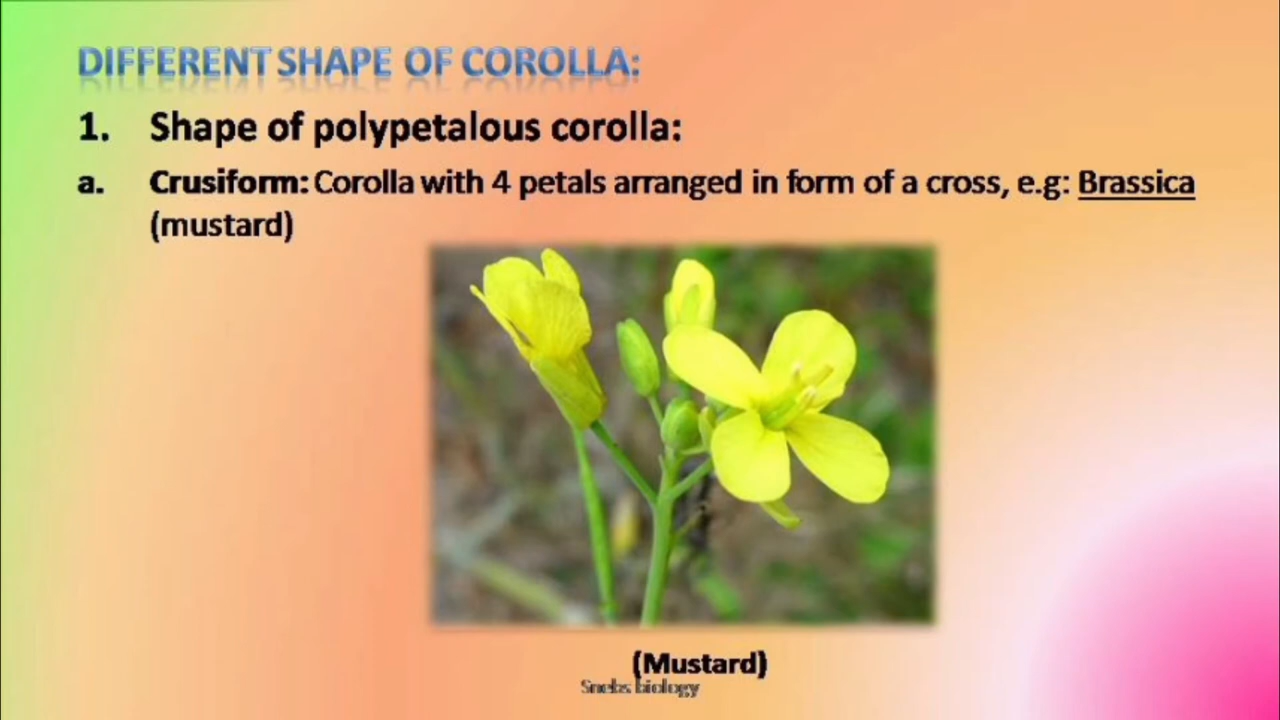 DIFFERENT SHAPE OF COROLLA:
1. Shape of polypetalous corolla:
a. Crusiform: Corolla with 4 petals arranged in form of a cross, e.g: Brassica
(mustard)
(Mustard)
Snebs biology